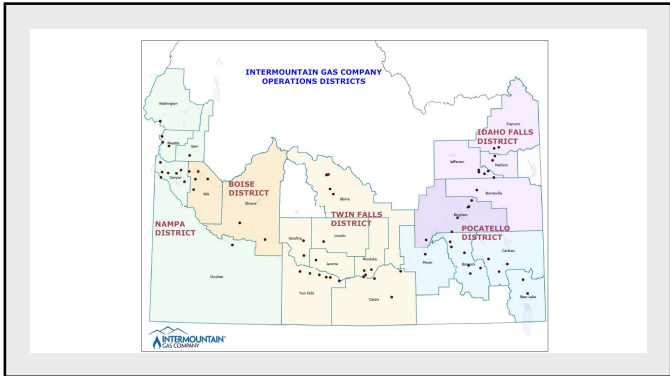 INTERMOUNTAIN GAS COMPANY
OPERATIONS DISTRICTS
Washington
Fremont
IDAHO FALLS
DISTRICT
Payette
Gem
Jefferson
Madison
Canyon
Ada
BOISE
DISTRICT
Elmore
Blaine
Bonneville
TWIN FALLS
DISTRICT
Bingham
NAMPA
DISTRICT
Gooding
Lincoln
POCATELLO
DISTRICT
Caribou
Power
Bannock
Jerome
Minidoka
Owyhee
Twin Falls
Cassia
Bear Lake
INTERMOUNTAIN®
GAS COMPANY